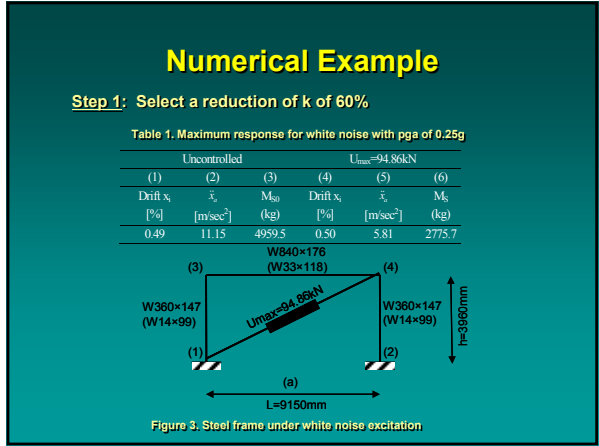 Numerical Example
Step 1: Select a reduction of k of 60%
Table 1. Maximum response for white noise with pga of 0.25g
Uncontrolled Umax=94.86kN
(1) (2) (3) (4) (5) (6)
Drift xi ẍa MS0 Drift xi ẍa MS
[%] [m/sec2] (kg) [%] [m/sec2] (kg)
0.49 11.15 4959.5 0.50 5.81 2775.7
W840×176
(3) (W33×118) (4)
W360×147 Umax=94.86kN W360×147
(W14×99) (W14×99)
h=3960mm
(1) (2)
(a)
L=9150mm
Figure 3. Steel frame under white noise excitation